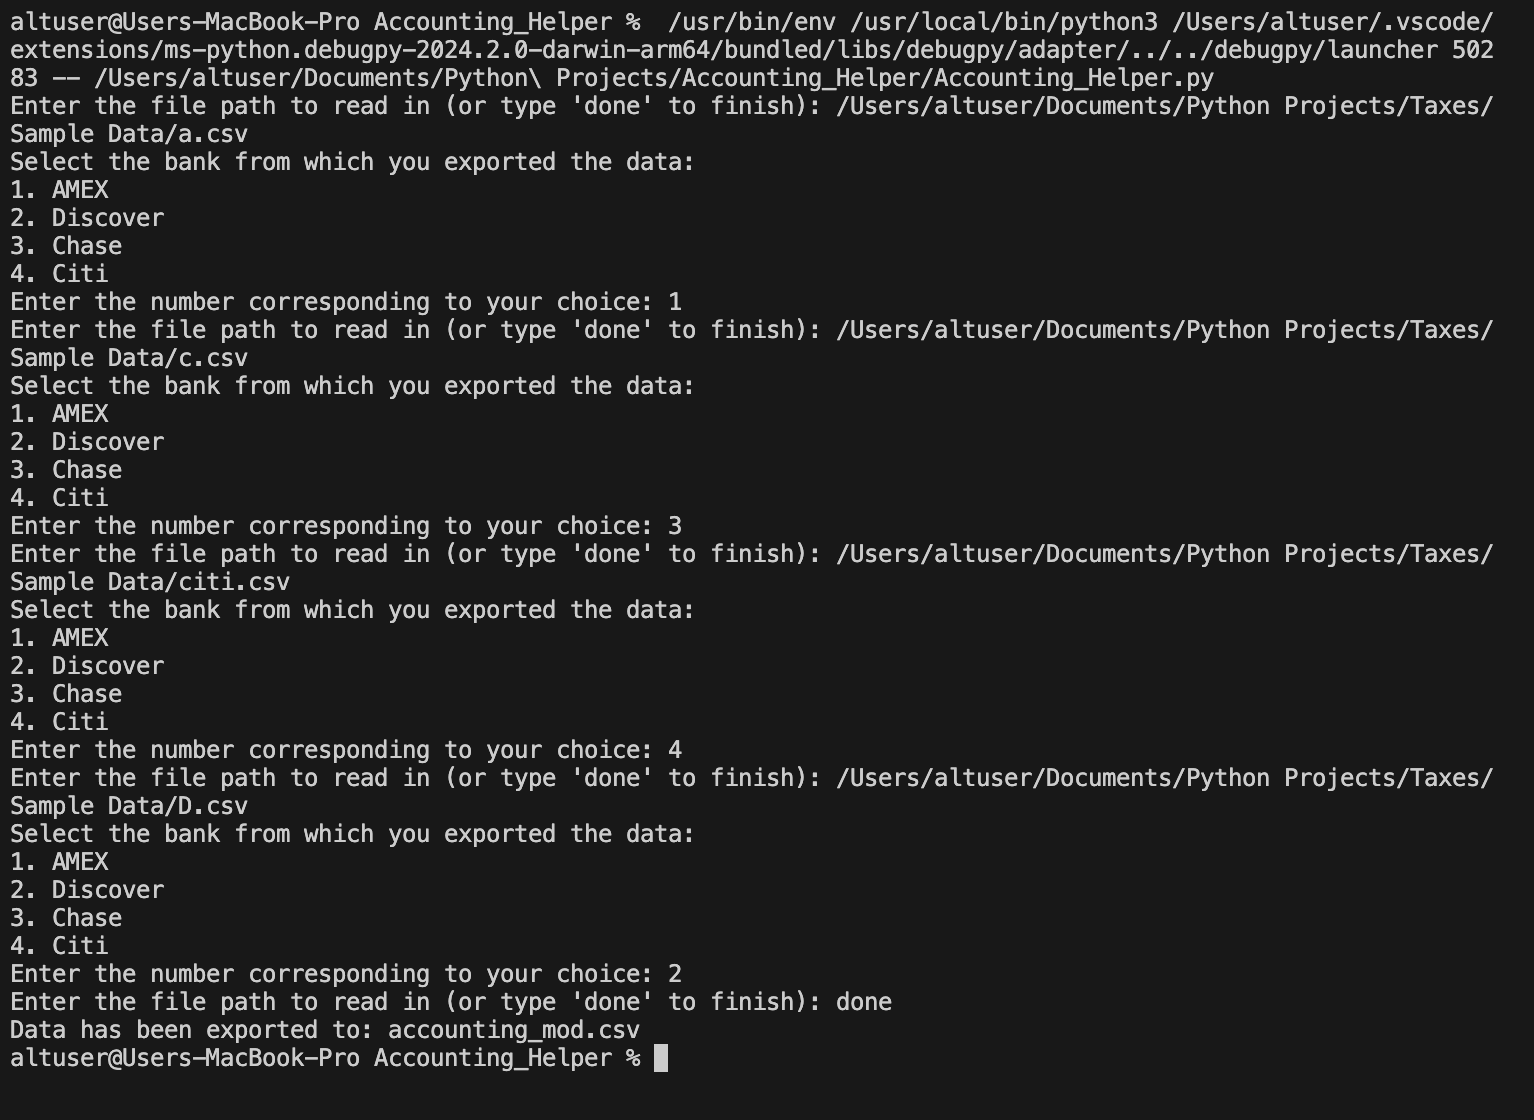 altuser@Users-MacBook-Pro Accounting_Helper %  /usr/bin/env /usr/local/bin/python3 /Users/altuser/.vscode/
extensions/ms-python.debugpy-2024.2.0-darwin-arm64/bundled/libs/debugpy/adapter/../../debugpy/launcher 502
83 -- /Users/altuser/Documents/Python\ Projects/Accounting_Helper/Accounting_Helper.py
Enter the file path to read in (or type 'done' to finish): /Users/altuser/Documents/Python Projects/Taxes/
Sample Data/a.csv
Select the bank from which you exported the data:
1. AMEX
2. Discover
3. Chase
4. Citi
Enter the number corresponding to your choice: 1
Enter the file path to read in (or type 'done' to finish): /Users/altuser/Documents/Python Projects/Taxes/
Sample Data/c.csv
Select the bank from which you exported the data:
1. AMEX
2. Discover
3. Chase
4. Citi
Enter the number corresponding to your choice: 3
Enter the file path to read in (or type 'done' to finish): /Users/altuser/Documents/Python Projects/Taxes/
Sample Data/citi.csv
Select the bank from which you exported the data:
1. AMEX
2. Discover
3. Chase
4. Citi
Enter the number corresponding to your choice: 4
Enter the file path to read in (or type 'done' to finish): /Users/altuser/Documents/Python Projects/Taxes/
Sample Data/D.csv
Select the bank from which you exported the data:
1. AMEX
2. Discover
3. Chase
4. Citi
Enter the number corresponding to your choice: 2
Enter the file path to read in (or type 'done' to finish): done
Data has been exported to: accounting_mod.csv
altuser@Users-MacBook-Pro Accounting_Helper %